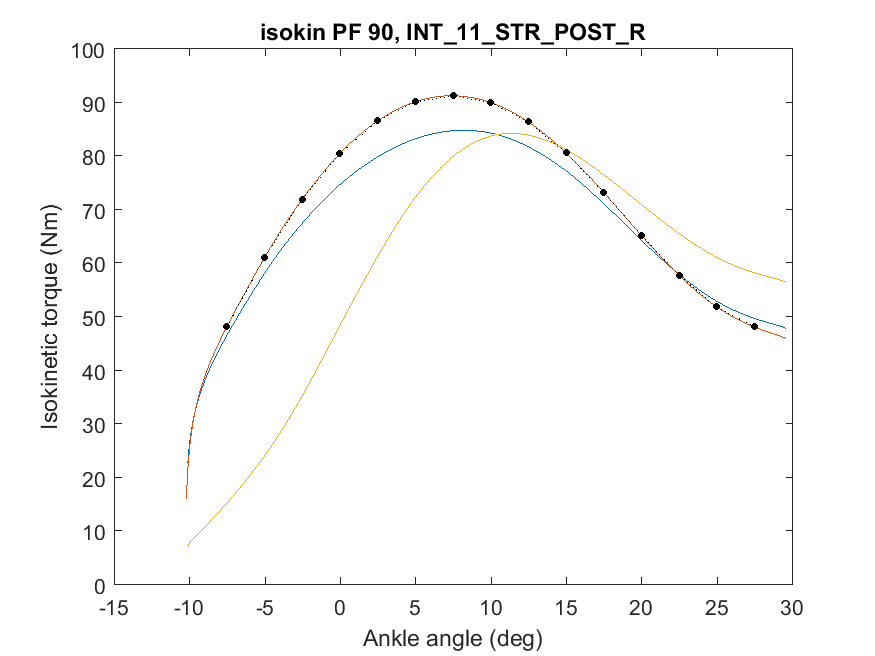 isokin PF 90, INT_11_STR_POST_R
100
90
80
70
60
50
40
30
20
10
0
Isokinetic torque (Nm)
-15 -10 -5 0 5 10 15 20 25 30
Ankle angle (deg)